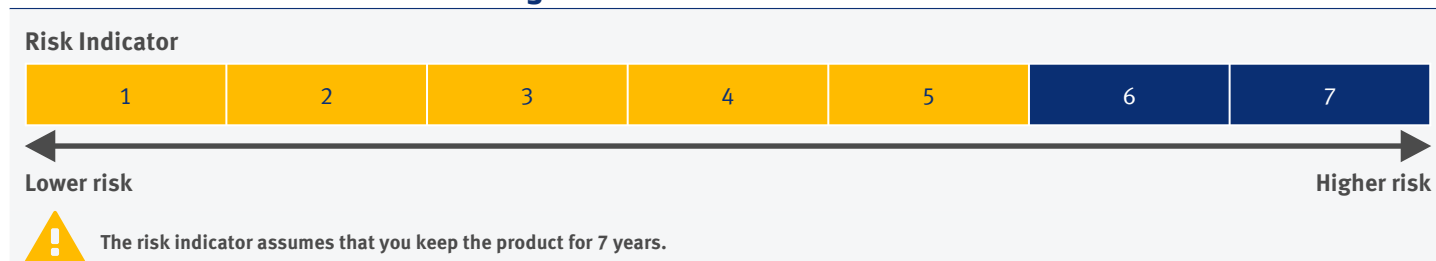 Risk Indicator
1 2 3 4 5 6 7
Lower risk Higher risk
The risk indicator assumes that you keep the product for 7 years.